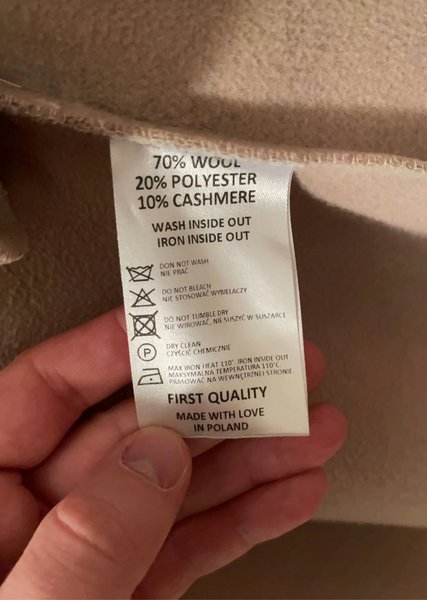 70% WOOL
20% POLYESTER
10% CASHMERE
WASH INSIDE OUT
IRON INSIDE OUT
DON NOT WASH
NIE PRAĆ
DO NOT BLEACH
NIE STOSOWAĆ WYBIELACZY
DO NOT TUMBLE DRY
NIE WIROWAĆ, NIE SUSZYĆ W SUSZARCE
P
DRY CLEAN
CZYŚCIĆ CHEMICZNIE
MAX IRON HEAT 110°. IRON INSIDE OUT
MAKSYMALNA TEMPERATURA 110°C
PRASOWAĆ NA WEWNĘTRZNEJ STRONIE
FIRST QUALITY
MADE WITH LOVE
IN POLAND